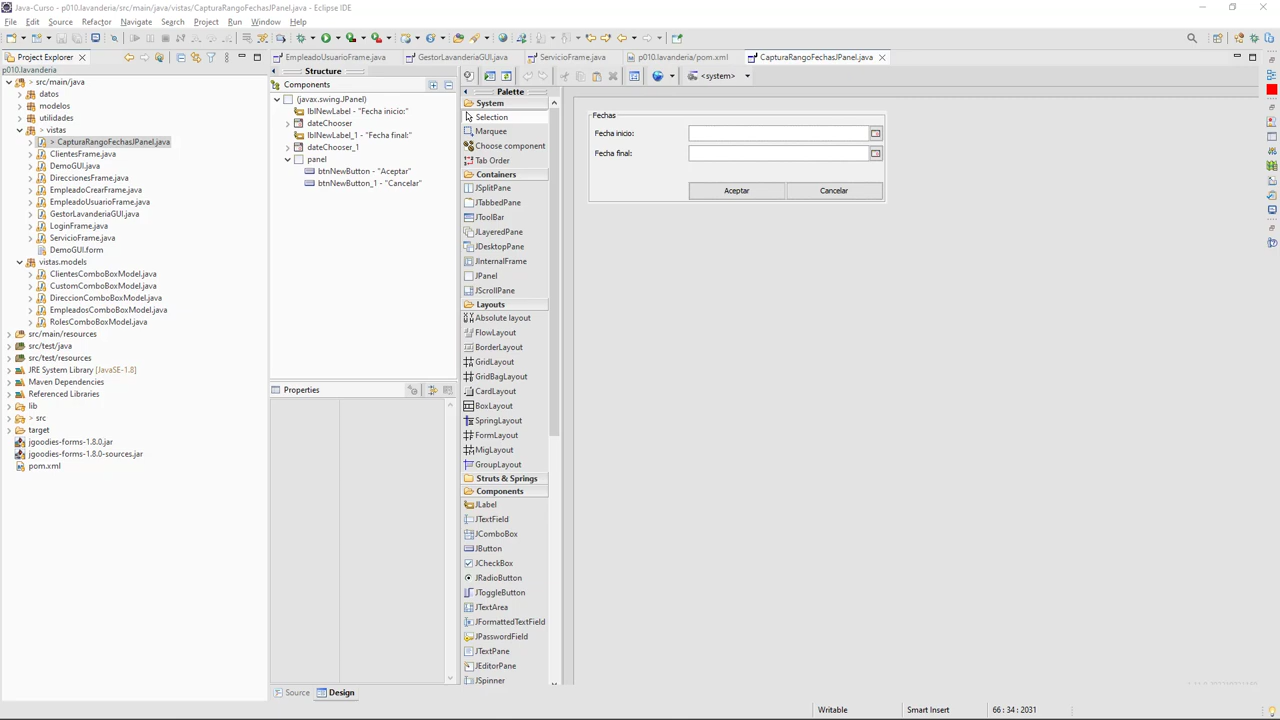 Java-Curso - p010.lavanderia/src/main/java/vistas/CapturaRangoFechasJPanel.java - Eclipse IDE
File Edit Source Refactor Navigate Search Project Run Window Help
Project Explorer
EmpleadoUsuarioFrame.java
GestorLavanderiaGUI.java
ServicioFrame.java
p010.lavanderia/pom.xml
CapturaRangoFechasJPanel.java
p010.lavanderia
> src/main/java
datos
modelos
utilidades
> vistas
> CapturaRangoFechasJPanel.java
ClientesFrame.java
DemoGUI.java
DireccionesFrame.java
EmpleadoCrearFrame.java
EmpleadoUsuarioFrame.java
GestorLavanderiaGUI.java
LoginFrame.java
ServicioFrame.java
DemoGUI.form
vistas.models
ClientesComboBoxModel.java
CustomComboBoxModel.java
DireccionComboBoxModel.java
EmpleadosComboBoxModel.java
RolesComboBoxModel.java
src/main/resources
src/test/java
src/test/resources
JRE System Library [JavaSE-1.8]
Maven Dependencies
Referenced Libraries
lib
> src
target
jgoodies-forms-1.8.0.jar
jgoodies-forms-1.8.0-sources.jar
pom.xml
Structure
Components
(javax.swing.JPanel)
lblNewLabel - "Fecha inicio:"
dateChooser
lblNewLabel_1 - "Fecha final:"
dateChooser_1
panel
btnNewButton - "Aceptar"
btnNewButton_1 - "Cancelar"
Properties
<system>
Palette
System
Selection
Marquee
Choose component
Tab Order
Containers
JSplitPane
JTabbedPane
JToolBar
JLayeredPane
JDesktopPane
JInternalFrame
JPanel
JScrollPane
Layouts
Absolute layout
FlowLayout
BorderLayout
GridLayout
GridBagLayout
CardLayout
BoxLayout
SpringLayout
FormLayout
MigLayout
GroupLayout
Struts & Springs
Components
JLabel
JTextField
JComboBox
JButton
JCheckBox
JRadioButton
JToggleButton
JTextArea
JFormattedTextField
JPasswordField
JTextPane
JEditorPane
JSpinner
Fechas
Fecha inicio:
Fecha final:
Aceptar Cancelar
Source Design
Writable Smart Insert 66 : 34 : 2031